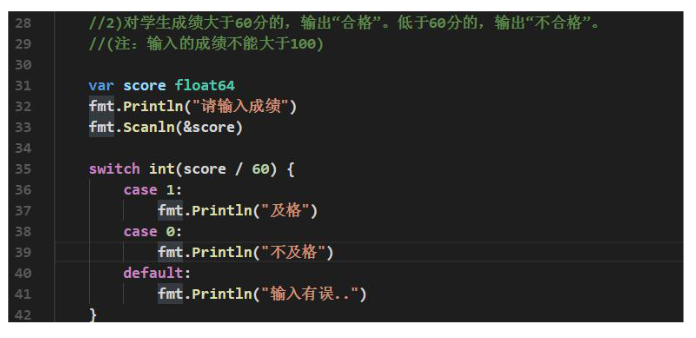 28 //2)对学生成绩大于60分的，输出“合格”。低于60分的，输出“不合格”。
29 //(注：输入的成绩不能大于100)
30
31 var score float64
32 fmt.Println("请输入成绩")
33 fmt.Scanln(&score)
34
35 switch int(score / 60) {
36 case 1:
37 fmt.Println("及格")
38 case 0:
39 fmt.Println("不及格")
40 default:
41 fmt.Println("输入有误..")
42 }